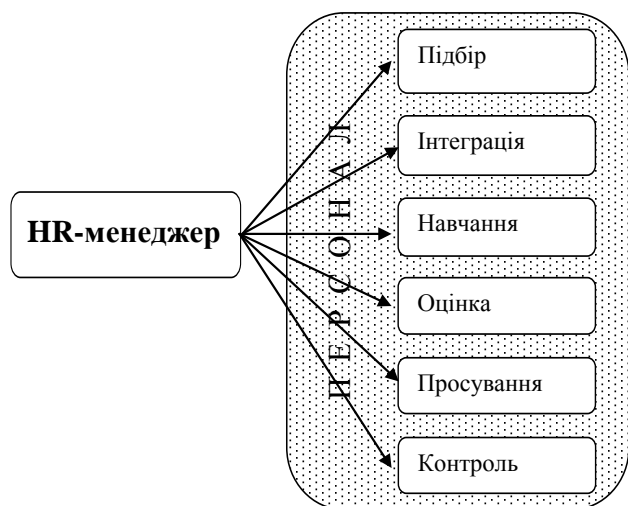 HR-менеджер
ПЕРСОНАЛ
Підбір
Інтеграція
Навчання
Оцінка
Просування
Контроль